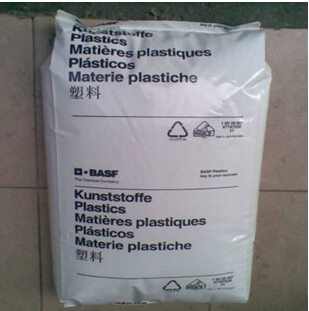 Kunststoffe
Plastics
Matières plastiques
Plásticos
Materie plastiche
塑料
BASF
The Chemical Company
BASF Plastics
key to your success
Kunststoffe
Plastics
Matières plastiques
Plásticos
Materie plastiche
塑料